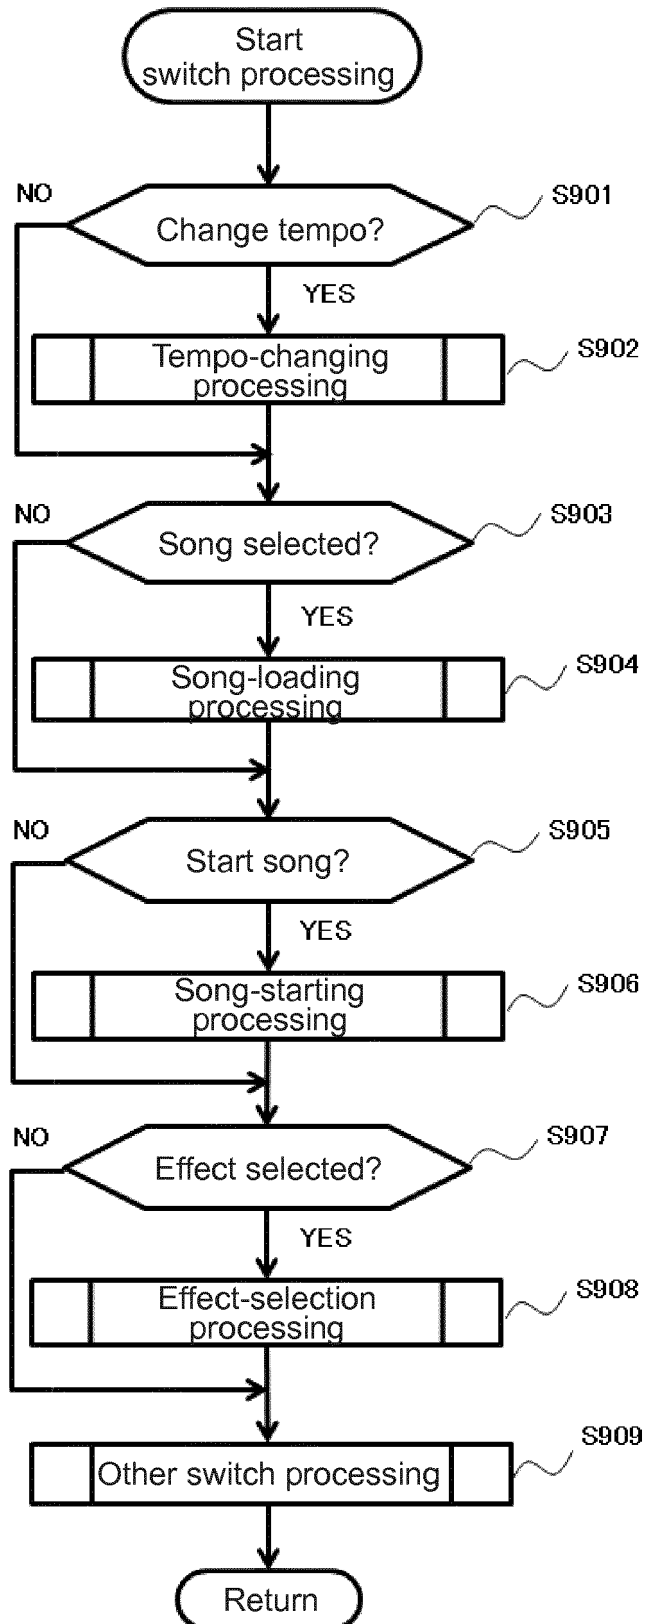 Start
switch processing
NO
S901
Change tempo?
YES
Tempo-changing
processing
S902
NO
S903
Song selected?
YES
Song-loading
processing
S904
NO
S905
Start song?
YES
Song-starting
processing
S906
NO
S907
Effect selected?
YES
Effect-selection
processing
S908
S909
Other switch processing
Return